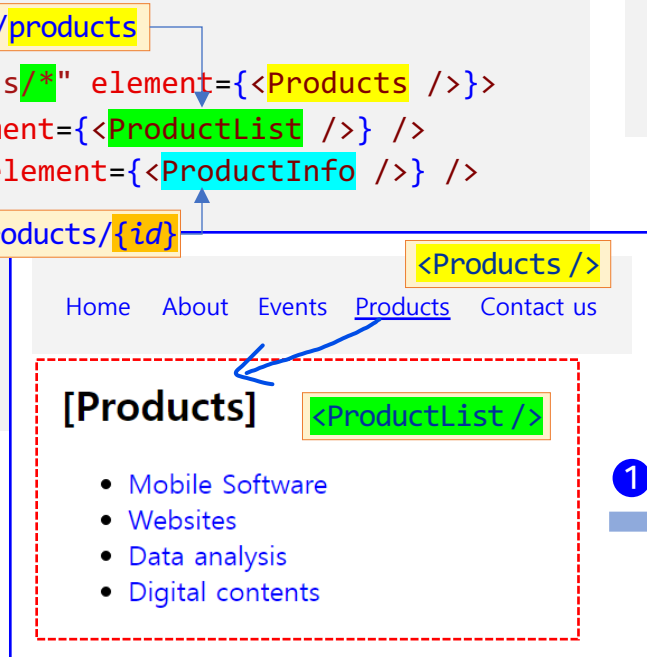 /products
s/*" element={<Products />}>
ent={<ProductList />} />
element={<ProductInfo />} />
oducts/{id}
<Products />
Home About Events Products Contact us
[Products]
<ProductList />
• Mobile Software
• Websites
• Data analysis
• Digital contents
1